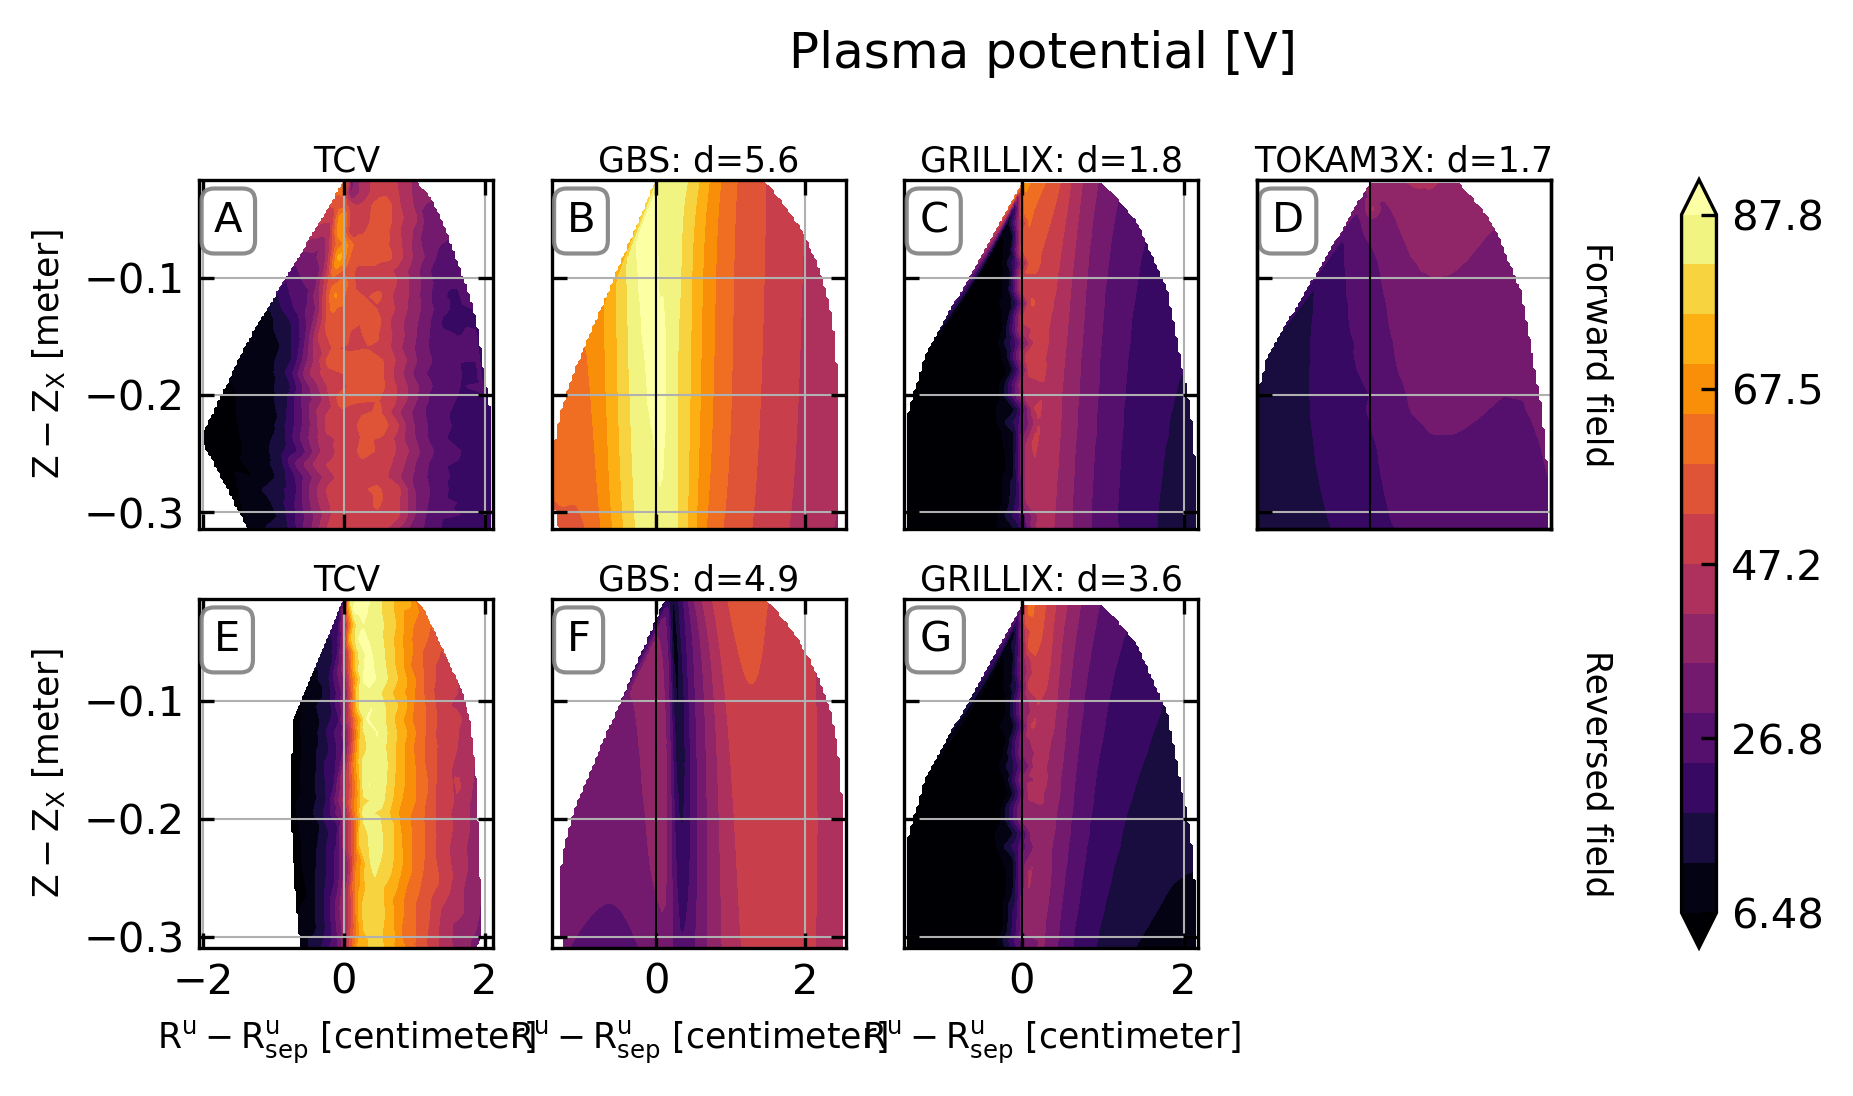 Plasma potential [V]
TCV
GBS: d=5.6
GRILLIX: d=1.8
TOKAM3X: d=1.7
A
B
C
D
Z − Z_X [meter]
−0.1
−0.2
−0.3
Forward field
TCV
GBS: d=4.9
GRILLIX: d=3.6
E
F
G
Z − Z_X [meter]
−0.1
−0.2
−0.3
Reversed field
−2 0 2
0 2
0 2
R^u − R^u_sep [centimeter]
R^u − R^u_sep [centimeter]
R^u − R^u_sep [centimeter]
87.8
67.5
47.2
26.8
6.48